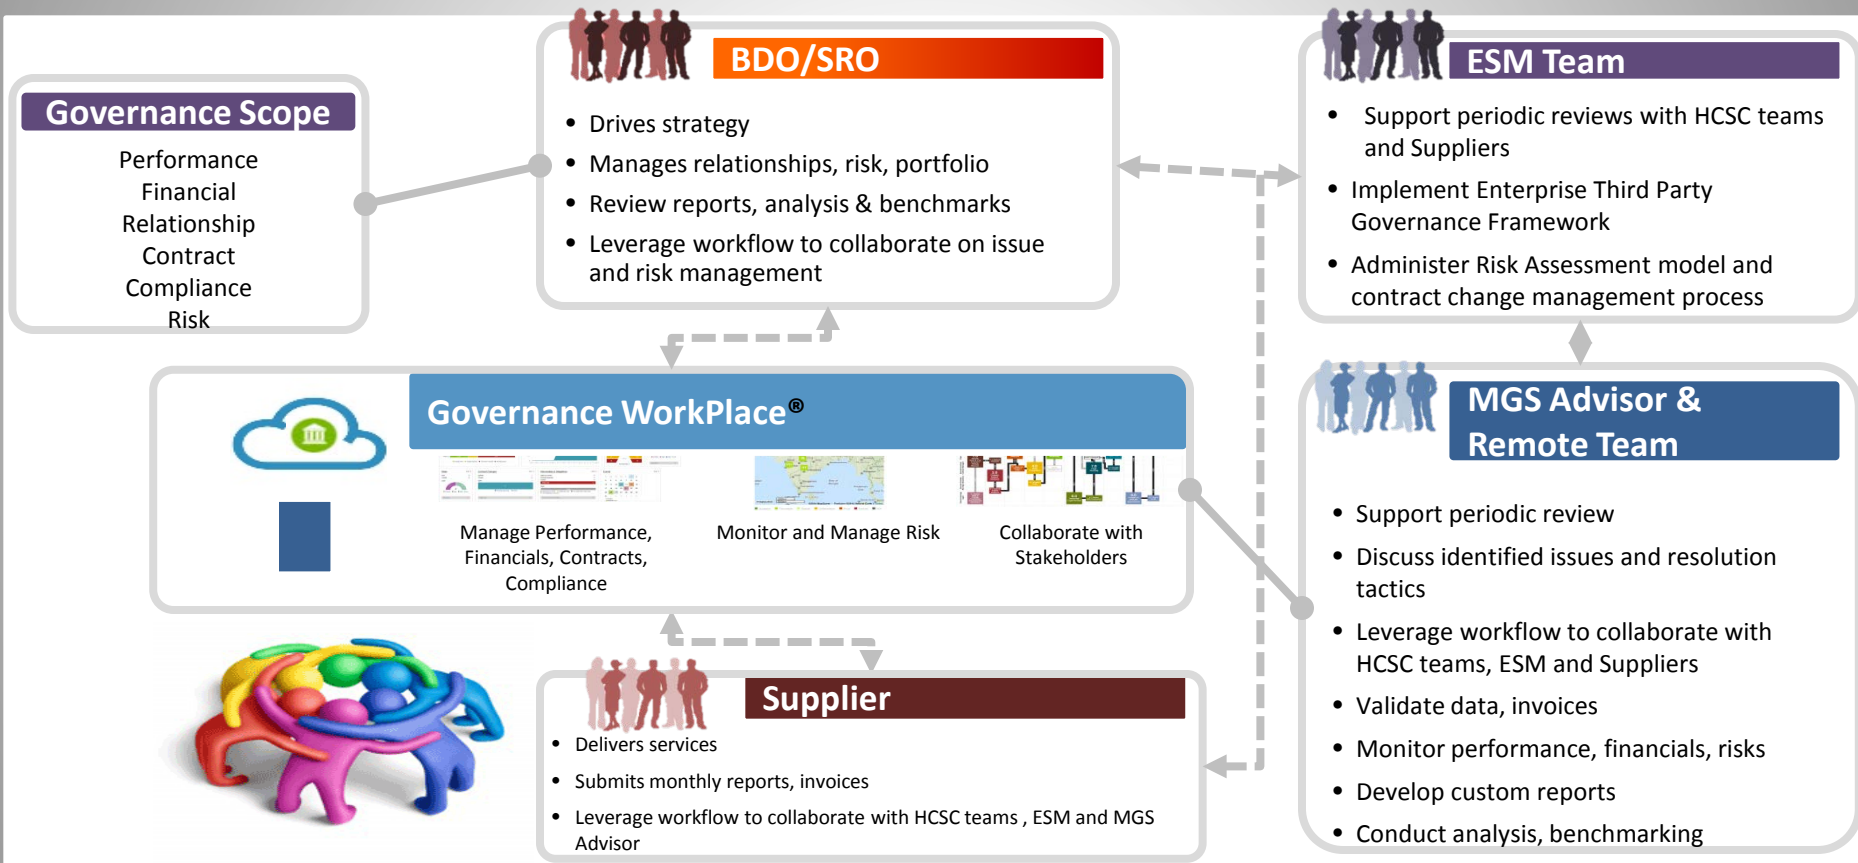 Governance Scope
Performance
Financial
Relationship
Contract
Compliance
Risk
BDO/SRO
• Drives strategy
• Manages relationships, risk, portfolio
• Review reports, analysis & benchmarks
• Leverage workflow to collaborate on issue
and risk management
ESM Team
• Support periodic reviews with HCSC teams
and Suppliers
• Implement Enterprise Third Party
Governance Framework
• Administer Risk Assessment model and
contract change management process
Governance WorkPlace®
Manage Performance,
Financials, Contracts,
Compliance
Monitor and Manage Risk
Collaborate with
Stakeholders
MGS Advisor &
Remote Team
• Support periodic review
• Discuss identified issues and resolution
tactics
• Leverage workflow to collaborate with
HCSC teams, ESM and Suppliers
• Validate data, invoices
• Monitor performance, financials, risks
• Develop custom reports
• Conduct analysis, benchmarking
Supplier
• Delivers services
• Submits monthly reports, invoices
• Leverage workflow to collaborate with HCSC teams , ESM and MGS
Advisor